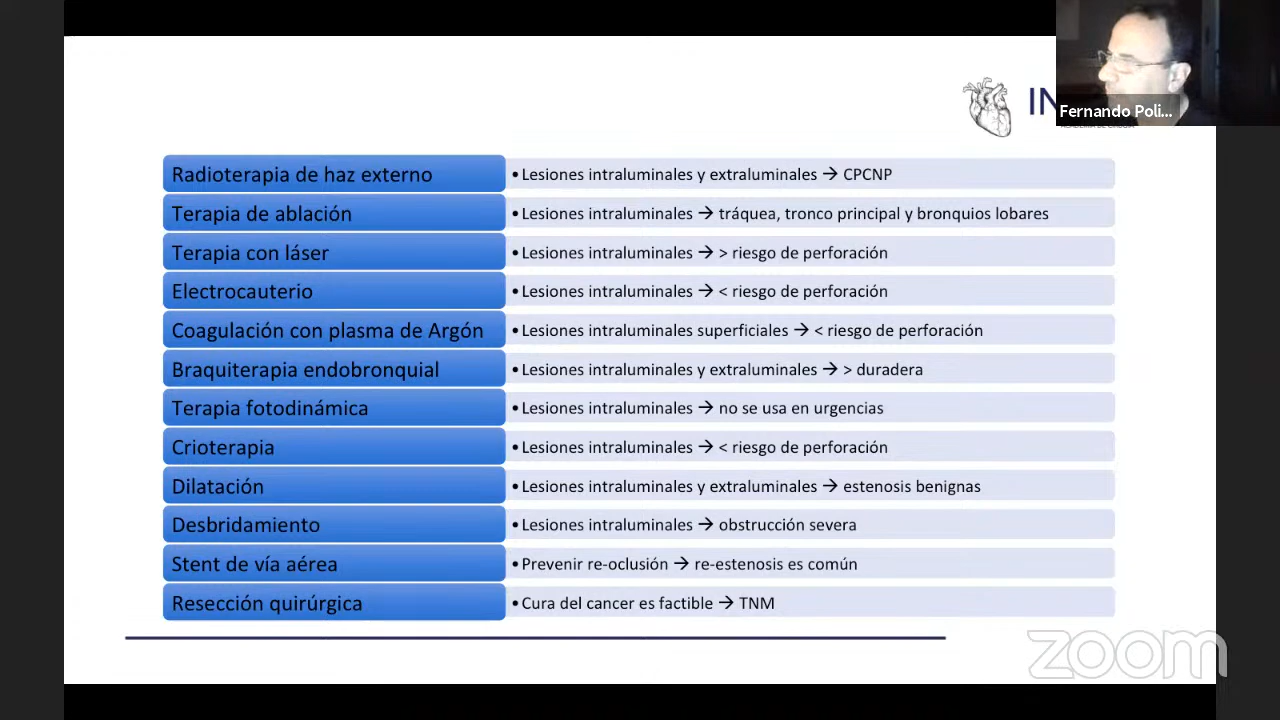 Fernando Poli...
Radioterapia de haz externo
• Lesiones intraluminales y extraluminales → CPCNP
Terapia de ablación
• Lesiones intraluminales → tráquea, tronco principal y bronquios lobares
Terapia con láser
• Lesiones intraluminales → > riesgo de perforación
Electrocauterio
• Lesiones intraluminales → < riesgo de perforación
Coagulación con plasma de Argón
• Lesiones intraluminales superficiales → < riesgo de perforación
Braquiterapia endobronquial
• Lesiones intraluminales y extraluminales → > duradera
Terapia fotodinámica
• Lesiones intraluminales → no se usa en urgencias
Crioterapia
• Lesiones intraluminales → < riesgo de perforación
Dilatación
• Lesiones intraluminales y extraluminales → estenosis benignas
Desbridamiento
• Lesiones intraluminales → obstrucción severa
Stent de vía aérea
• Prevenir re-oclusión → re-estenosis es común
Resección quirúrgica
• Cura del cancer es factible → TNM
zoom